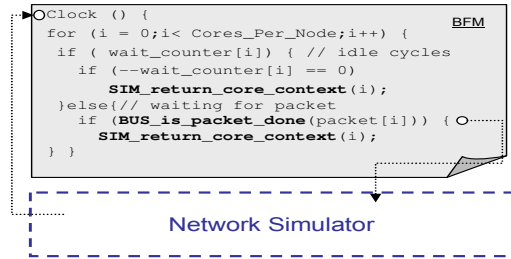 Clock () {
BFM
for (i = 0;i< Cores_Per_Node;i++) {
if ( wait_counter[i]) { // idle cycles
if (--wait_counter[i] == 0)
SIM_return_core_context(i);
}else{// waiting for packet
if (BUS_is_packet_done(packet[i])) {
SIM_return_core_context(i);
} }
Network Simulator